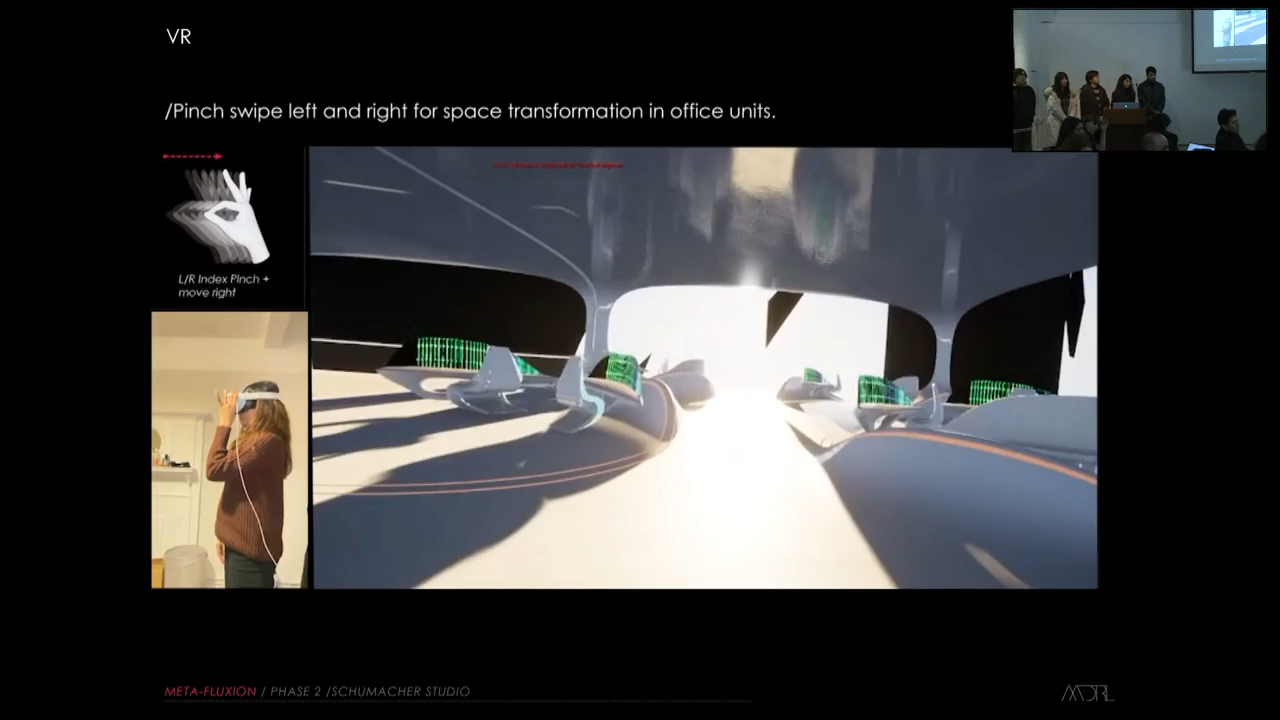 VR
/Pinch swipe left and right for space transformation in office units.
L/R Index Pinch +
move right
META-FLUXION / PHASE 2 /SCHUMACHER STUDIO